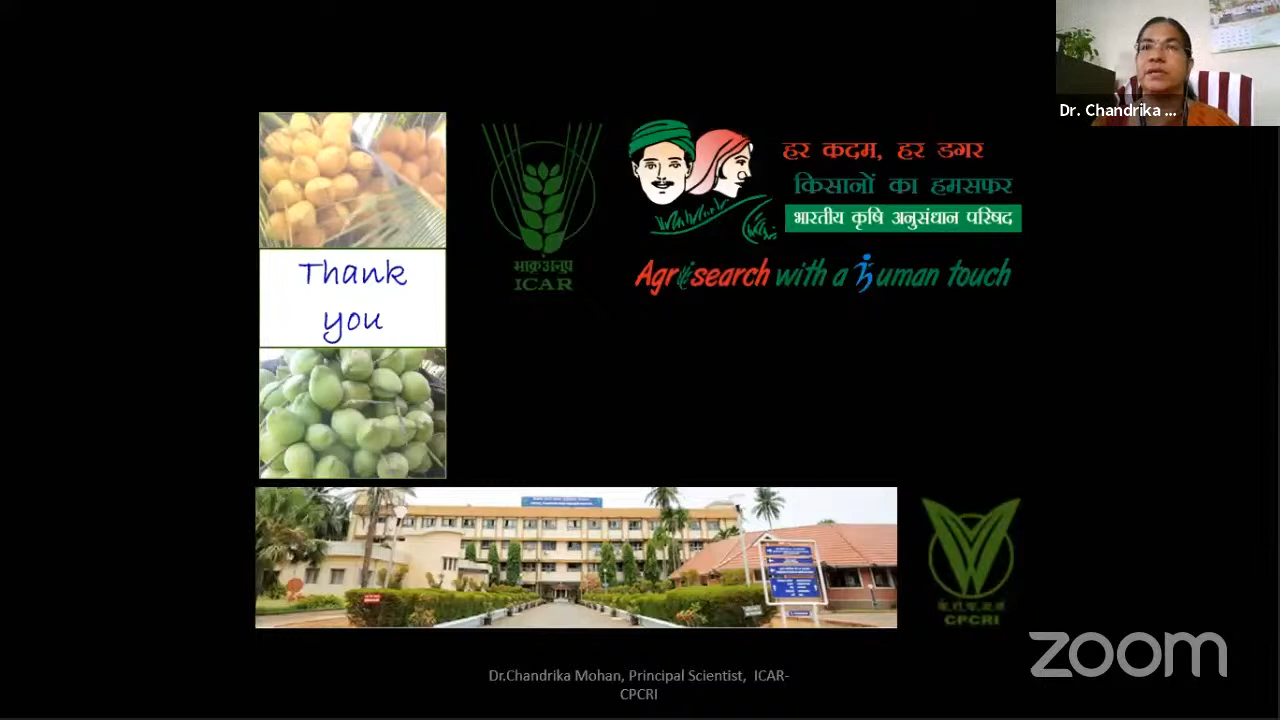 Dr. Chandrika ...
Thank
you
भाकृअनुप
ICAR
हर कदम, हर डगर
किसानों का हमसफर
भारतीय कृषि अनुसंधान परिषद
Agrisearch with a human touch
CPCRI
zoom
Dr.Chandrika Mohan, Principal Scientist, ICAR-
CPCRI